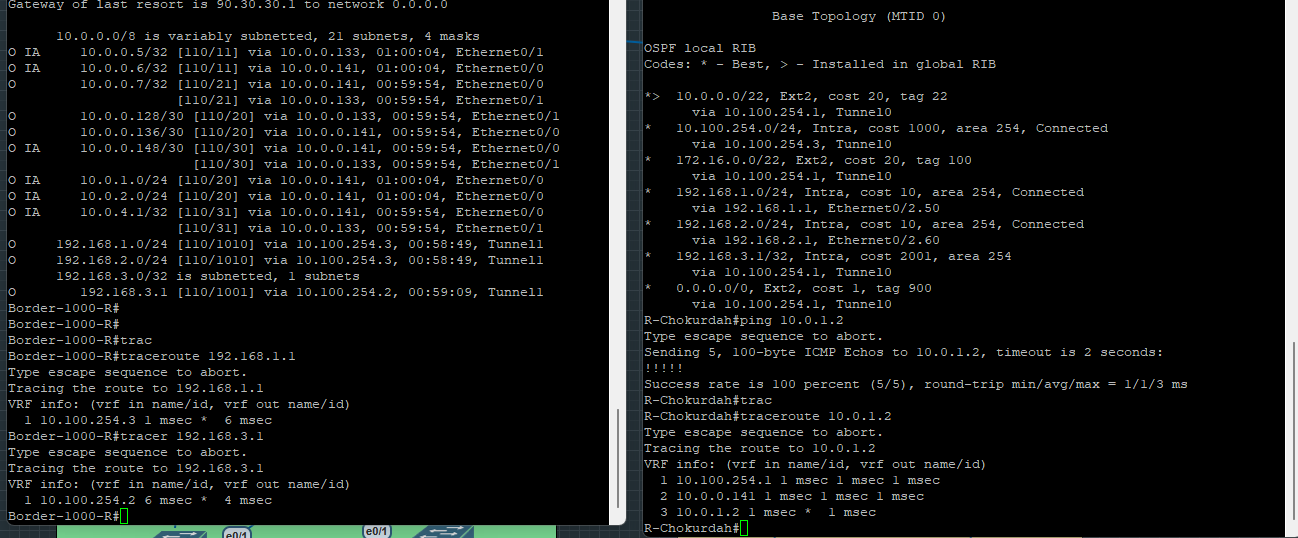 Gateway of last resort is 90.30.30.1 to network 0.0.0.0
10.0.0.0/8 is variably subnetted, 21 subnets, 4 masks
O IA     10.0.0.5/32 [110/11] via 10.0.0.133, 01:00:04, Ethernet0/1
O IA     10.0.0.6/32 [110/11] via 10.0.0.141, 01:00:04, Ethernet0/0
O        10.0.0.7/32 [110/21] via 10.0.0.141, 00:59:54, Ethernet0/0
[110/21] via 10.0.0.133, 00:59:54, Ethernet0/1
O        10.0.0.128/30 [110/20] via 10.0.0.133, 00:59:54, Ethernet0/1
O        10.0.0.136/30 [110/20] via 10.0.0.141, 00:59:54, Ethernet0/0
O IA     10.0.0.148/30 [110/30] via 10.0.0.141, 00:59:54, Ethernet0/0
[110/30] via 10.0.0.133, 00:59:54, Ethernet0/1
O IA     10.0.1.0/24 [110/20] via 10.0.0.141, 01:00:04, Ethernet0/0
O IA     10.0.2.0/24 [110/20] via 10.0.0.141, 01:00:04, Ethernet0/0
O IA     10.0.4.1/32 [110/31] via 10.0.0.141, 00:59:54, Ethernet0/0
[110/31] via 10.0.0.133, 00:59:54, Ethernet0/1
O     192.168.1.0/24 [110/1010] via 10.100.254.3, 00:58:49, Tunnel1
O     192.168.2.0/24 [110/1010] via 10.100.254.3, 00:58:49, Tunnel1
192.168.3.0/32 is subnetted, 1 subnets
O        192.168.3.1 [110/1001] via 10.100.254.2, 00:59:09, Tunnel1
Border-1000-R#
Border-1000-R#
Border-1000-R#trac
Border-1000-R#traceroute 192.168.1.1
Type escape sequence to abort.
Tracing the route to 192.168.1.1
VRF info: (vrf in name/id, vrf out name/id)
1 10.100.254.3 1 msec *  6 msec
Border-1000-R#tracer 192.168.3.1
Type escape sequence to abort.
Tracing the route to 192.168.3.1
VRF info: (vrf in name/id, vrf out name/id)
1 10.100.254.2 6 msec *  4 msec
Border-1000-R#
Base Topology (MTID 0)
OSPF local RIB
Codes: * - Best, > - Installed in global RIB
*>  10.0.0.0/22, Ext2, cost 20, tag 22
via 10.100.254.1, Tunnel0
*   10.100.254.0/24, Intra, cost 1000, area 254, Connected
via 10.100.254.3, Tunnel0
*   172.16.0.0/22, Ext2, cost 20, tag 100
via 10.100.254.1, Tunnel0
*   192.168.1.0/24, Intra, cost 10, area 254, Connected
via 192.168.1.1, Ethernet0/2.50
*   192.168.2.0/24, Intra, cost 10, area 254, Connected
via 192.168.2.1, Ethernet0/2.60
*   192.168.3.1/32, Intra, cost 2001, area 254
via 10.100.254.1, Tunnel0
*   0.0.0.0/0, Ext2, cost 1, tag 900
via 10.100.254.1, Tunnel0
R-Chokurdah#ping 10.0.1.2
Type escape sequence to abort.
Sending 5, 100-byte ICMP Echos to 10.0.1.2, timeout is 2 seconds:
!!!!!
Success rate is 100 percent (5/5), round-trip min/avg/max = 1/1/3 ms
R-Chokurdah#trac
R-Chokurdah#traceroute 10.0.1.2
Type escape sequence to abort.
Tracing the route to 10.0.1.2
VRF info: (vrf in name/id, vrf out name/id)
1 10.100.254.1 1 msec 1 msec 1 msec
2 10.0.0.141 1 msec 1 msec 1 msec
3 10.0.1.2 1 msec *  1 msec
R-Chokurdah#
e0/1
e0/1